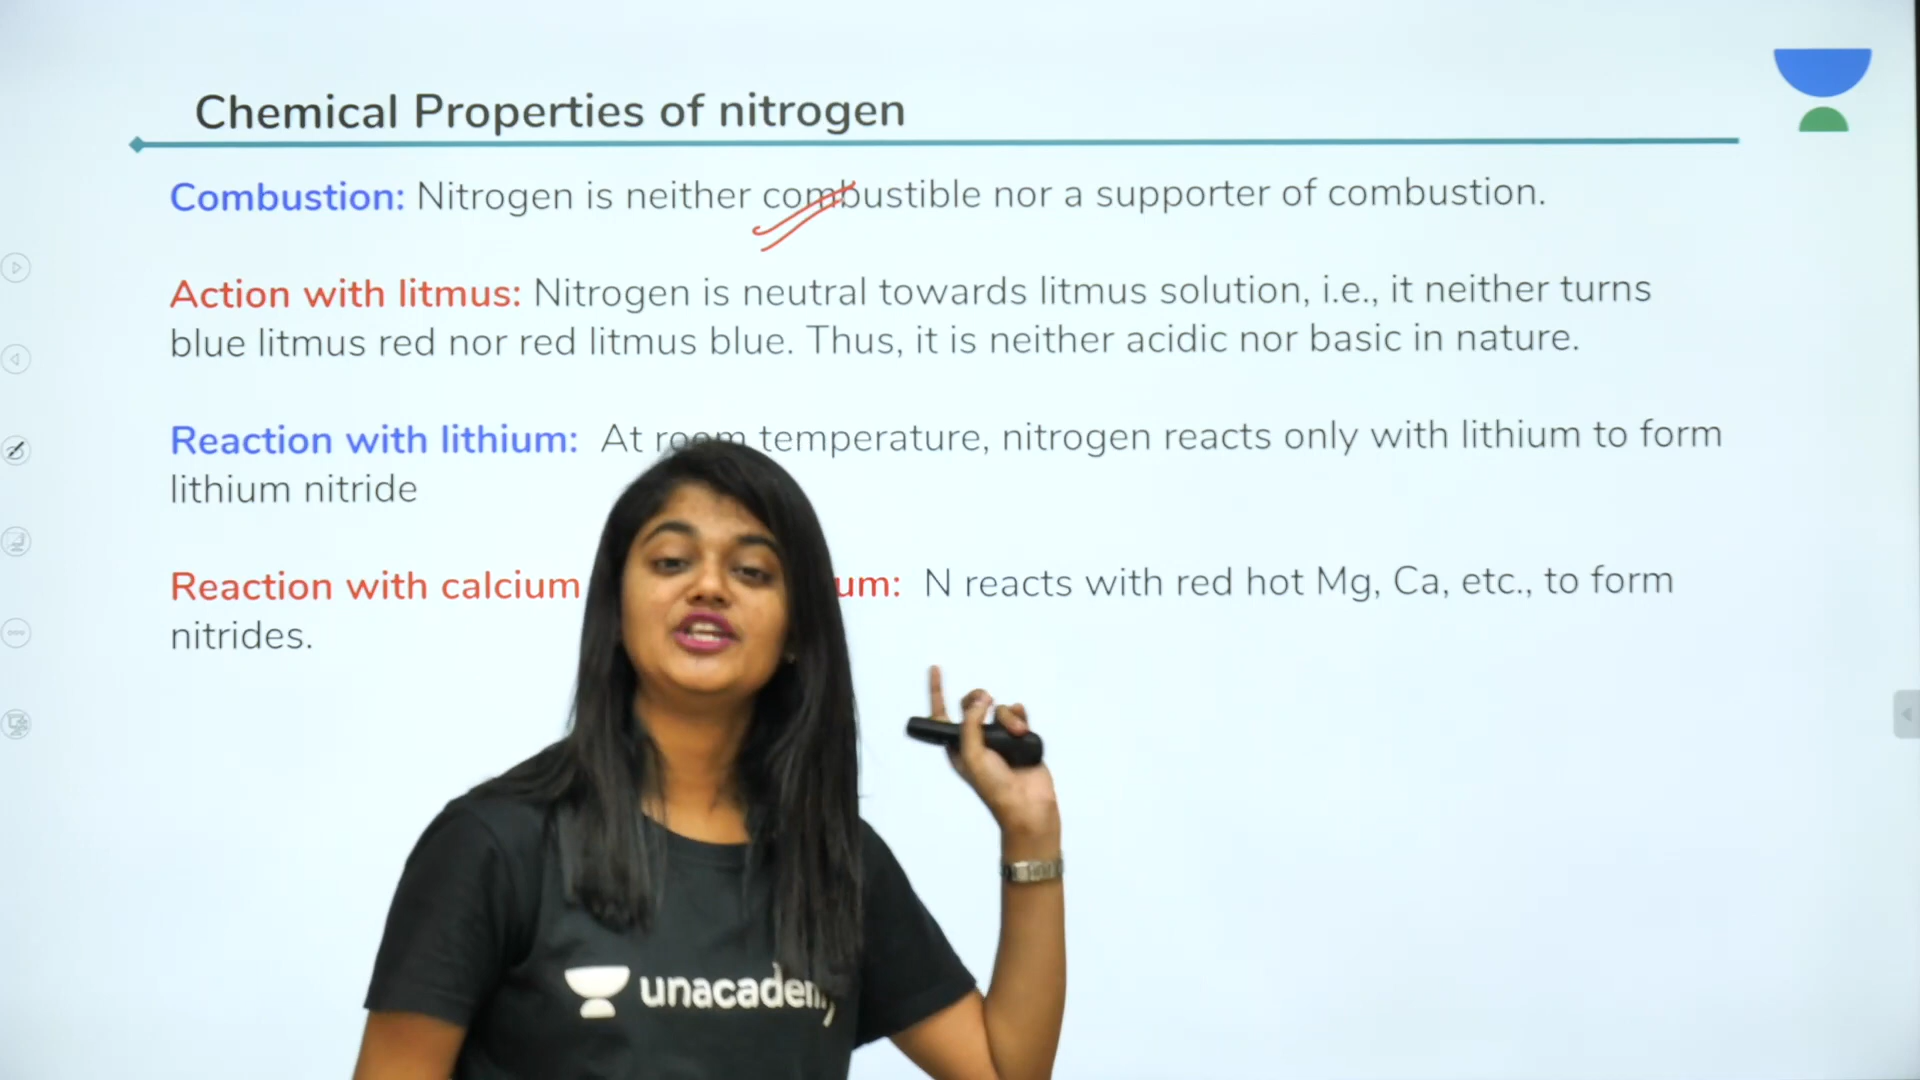 Chemical Properties of nitrogen
Combustion: Nitrogen is neither combustible nor a supporter of combustion.
Action with litmus: Nitrogen is neutral towards litmus solution, i.e., it neither turns
blue litmus red nor red litmus blue. Thus, it is neither acidic nor basic in nature.
Reaction with lithium: At room temperature, nitrogen reacts only with lithium to form
lithium nitride
Reaction with calcium um: N reacts with red hot Mg, Ca, etc., to form
nitrides.
unacademy